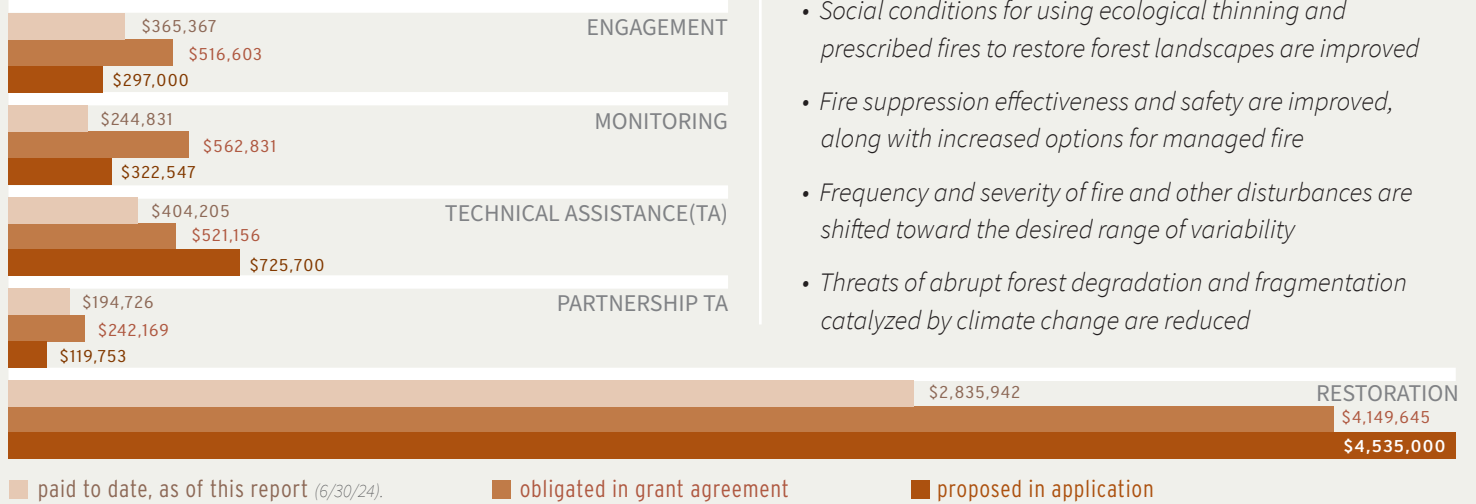 $365,367
ENGAGEMENT
$516,603
$297,000
$244,831
MONITORING
$562,831
$322,547
$404,205
TECHNICAL ASSISTANCE(TA)
$521,156
$725,700
$194,726
PARTNERSHIP TA
$242,169
$119,753
• Social conditions for using ecological thinning and
prescribed fires to restore forest landscapes are improved
• Fire suppression effectiveness and safety are improved,
along with increased options for managed fire
• Frequency and severity of fire and other disturbances are
shifted toward the desired range of variability
• Threats of abrupt forest degradation and fragmentation
catalyzed by climate change are reduced
$2,835,942
RESTORATION
$4,149,645
$4,535,000
paid to date, as of this report (6/30/24).
obligated in grant agreement
proposed in application